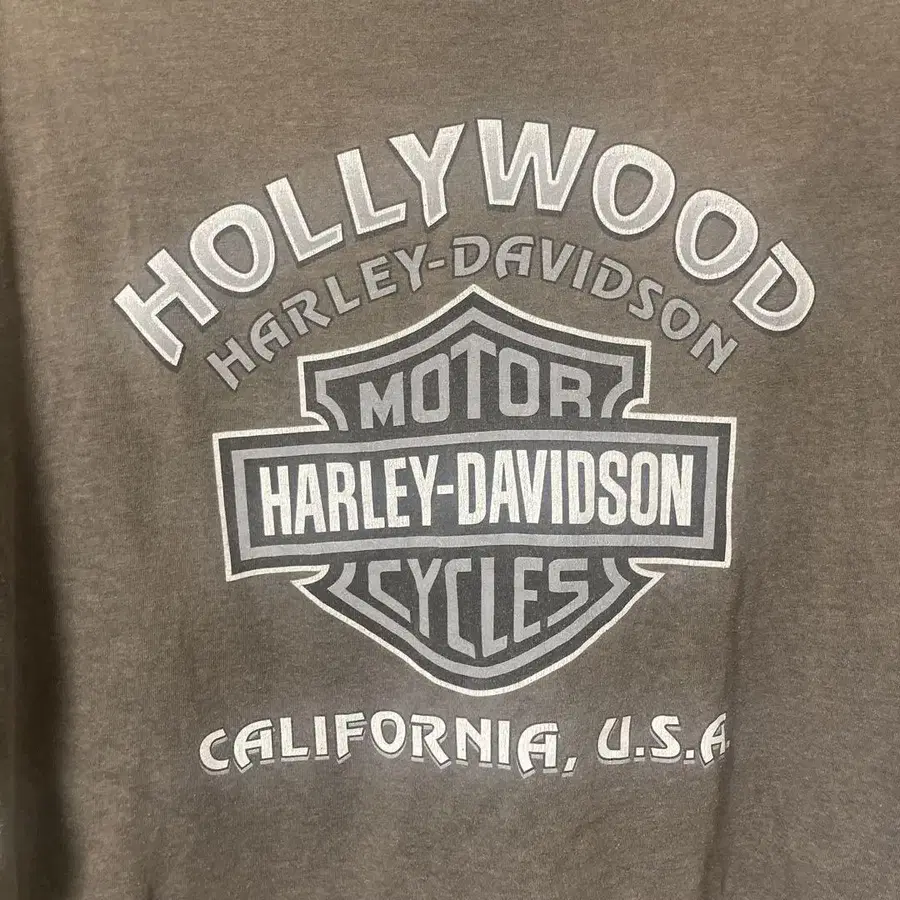 HOLLYWOOD
HARLEY-DAVIDSON
MOTOR
HARLEY-DAVIDSON
CYCLES
CALIFORNIA, U.S.A.